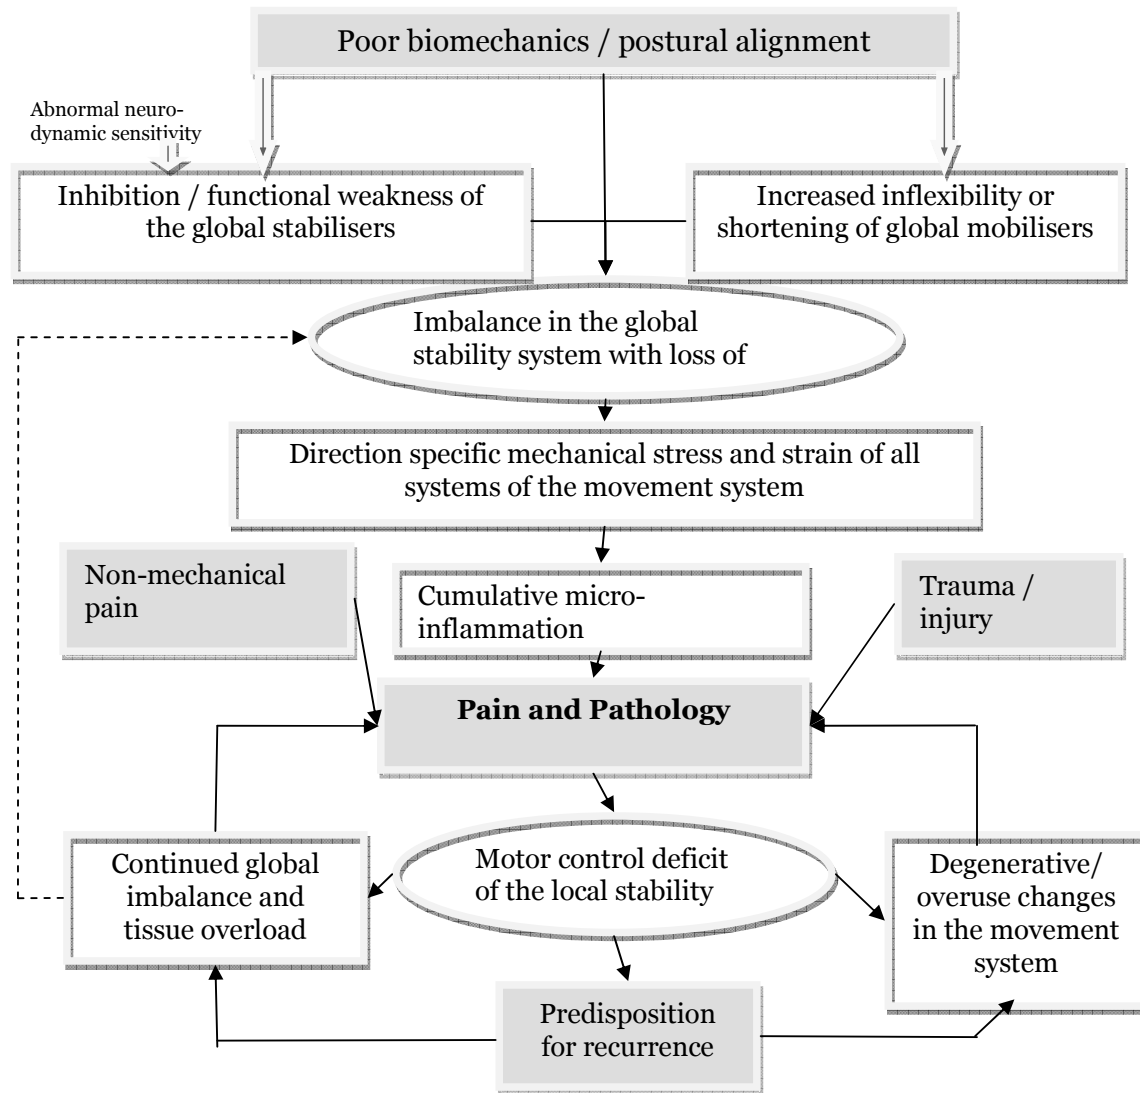 Poor biomechanics / postural alignment
Abnormal neuro-
dynamic sensitivity
Inhibition / functional weakness of
the global stabilisers
Increased inflexibility or
shortening of global mobilisers
Imbalance in the global
stability system with loss of
Direction specific mechanical stress and strain of all
systems of the movement system
Non-mechanical
pain
Cumulative micro-
inflammation
Trauma /
injury
Pain and Pathology
Continued global
imbalance and
tissue overload
Motor control deficit
of the local stability
Degenerative/
overuse changes
in the movement
system
Predisposition
for recurrence